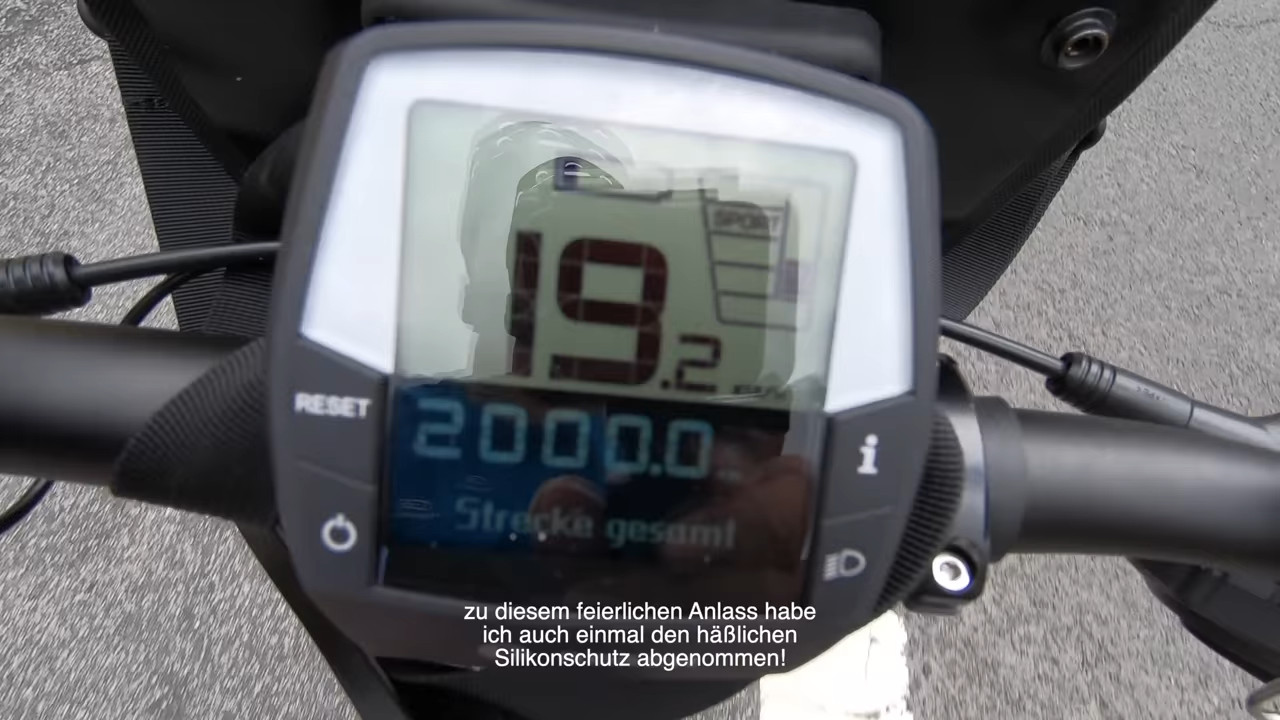 SPORT
19.2
RESET
2000.0
i
Strecke gesamt
zu diesem feierlichen Anlass habe
ich auch einmal den häßlichen
Silikonschutz abgenommen!